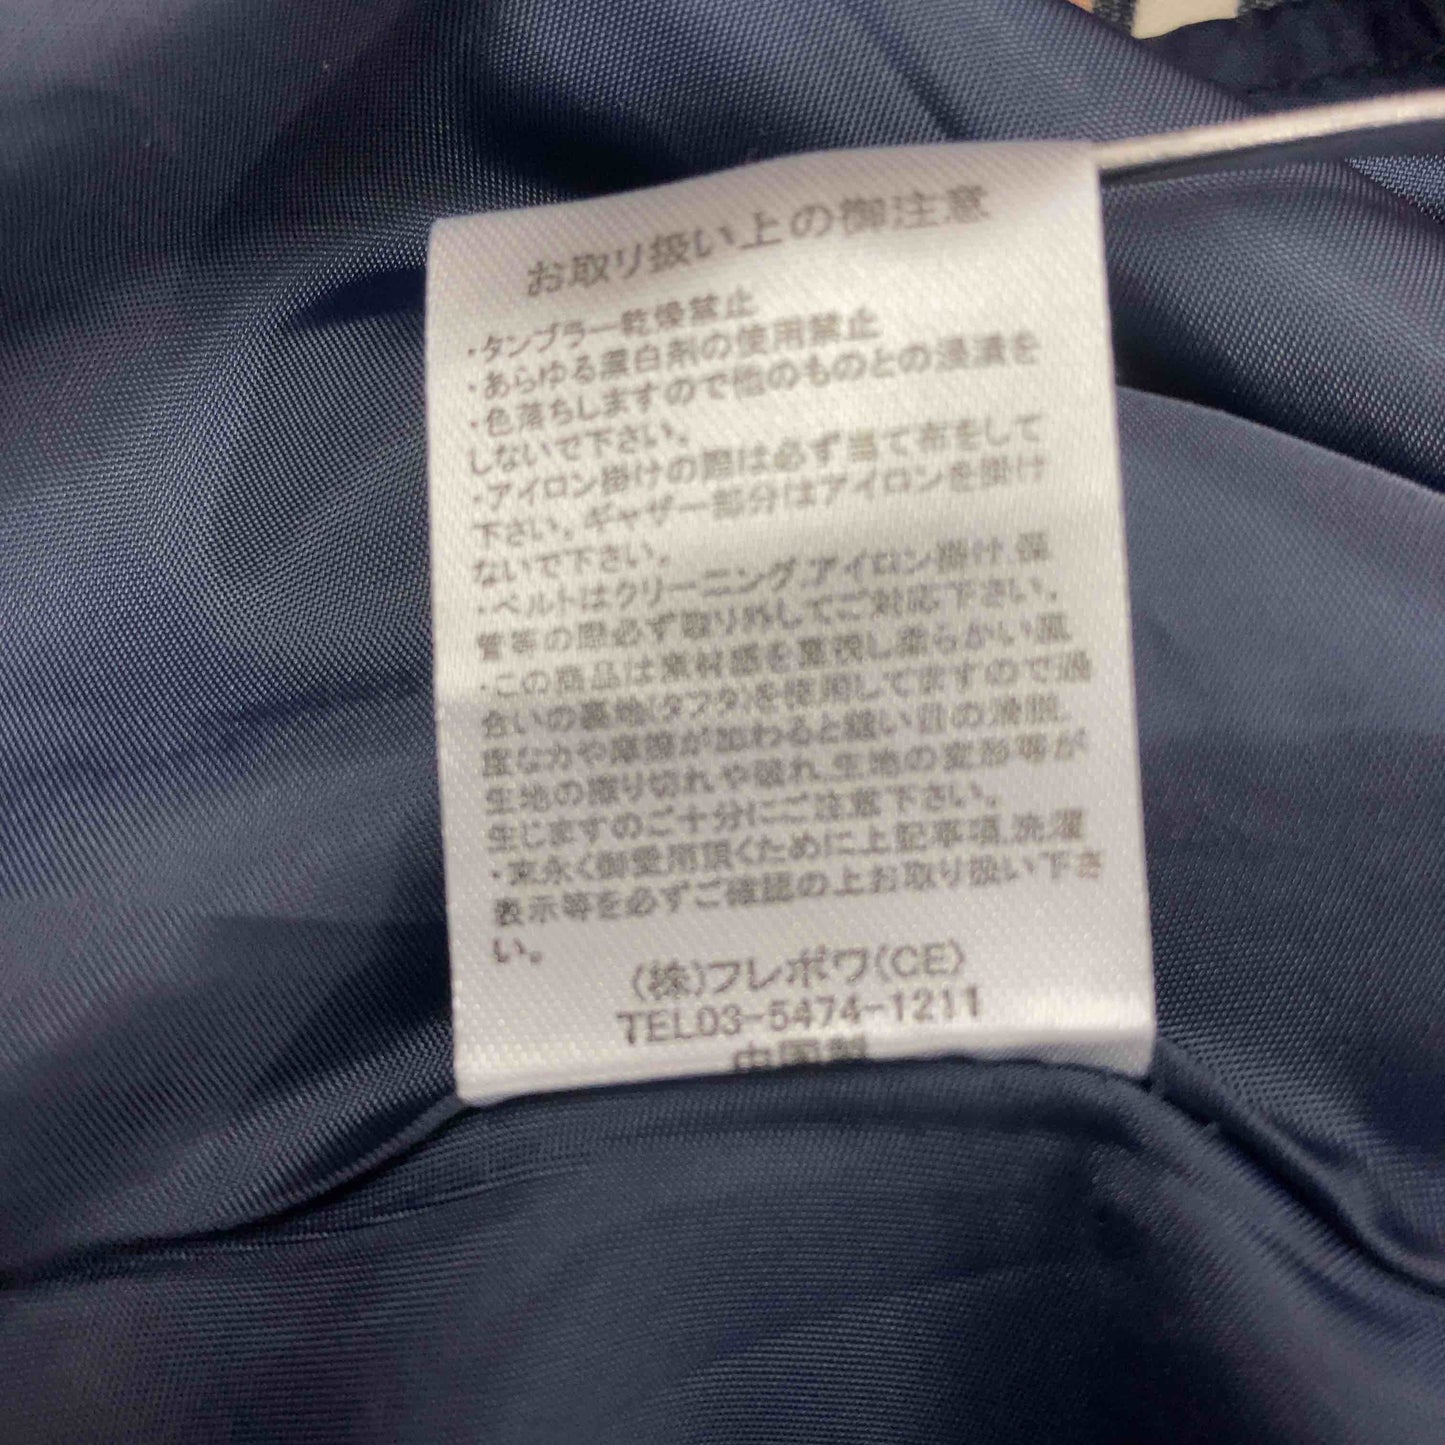 お取り扱い上の御注意
・タンブラー乾燥禁止
・あらゆる蛋白剤の使用禁止
・色落ちしますので他のものとの浸漬を
しないで下さい。
・アイロン掛けの際は必ず当て布をして
下さい。ギャザー部分はアイロンを掛け
ないで下さい。
・ベルトはクリーニング,アイロン掛け,保
管等の際必ず取り外してご対応下さい。
・この商品は素材感を重視し柔らかい風
合いの裏地(タフタ)を使用してますので過
度な力や摩擦が加わると縫い目の滑脱,
生地の擦り切れや破れ,生地の変形等が
生じますのご十分にご注意下さい。
・末永く御愛用頂くために上記事項,洗濯
表示等を必ずご確認の上お取り扱い下さ
い。
(株)フレポワ(CE)
TEL03-5474-1211
中国製